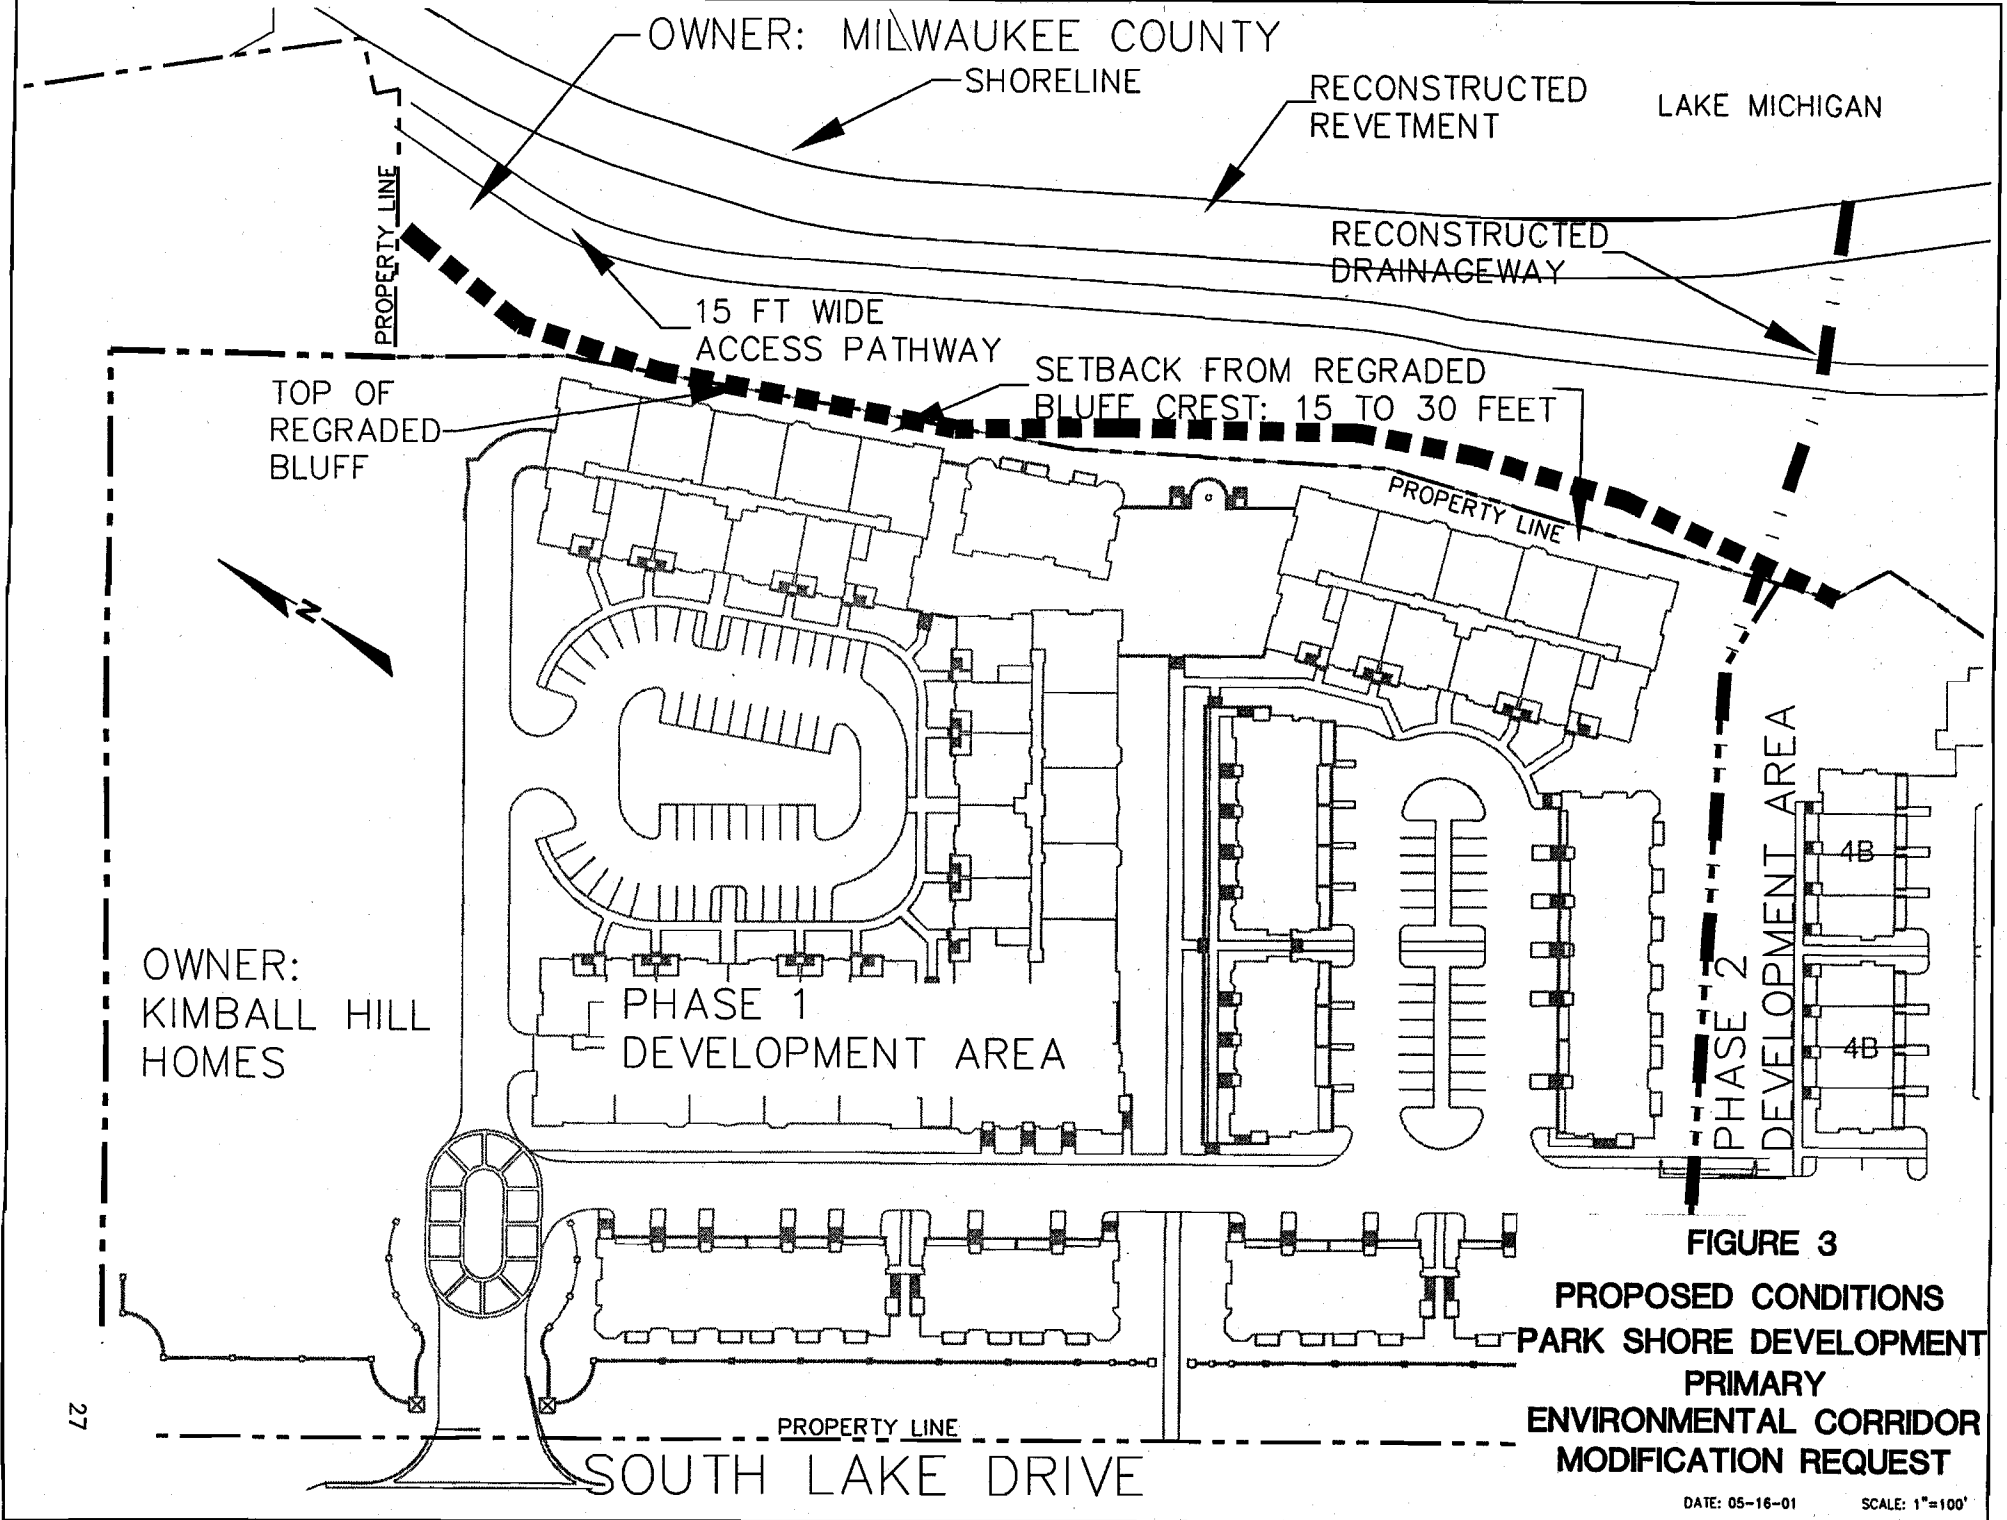 OWNER: MILWAUKEE COUNTY
SHORELINE
RECONSTRUCTED
REVETMENT
LAKE MICHIGAN
PROPERTY LINE
RECONSTRUCTED
DRAINAGEWAY
15 FT WIDE
ACCESS PATHWAY
SETBACK FROM REGRADED
BLUFF CREST: 15 TO 30 FEET
TOP OF
REGRADED
BLUFF
PROPERTY LINE
N
OWNER:
KIMBALL HILL
HOMES
PHASE 1
DEVELOPMENT AREA
PHASE 2
DEVELOPMENT AREA
4B
4B
PROPERTY LINE
SOUTH LAKE DRIVE
27
FIGURE 3
PROPOSED CONDITIONS
PARK SHORE DEVELOPMENT
PRIMARY
ENVIRONMENTAL CORRIDOR
MODIFICATION REQUEST
DATE: 05-16-01
SCALE: 1"=100'